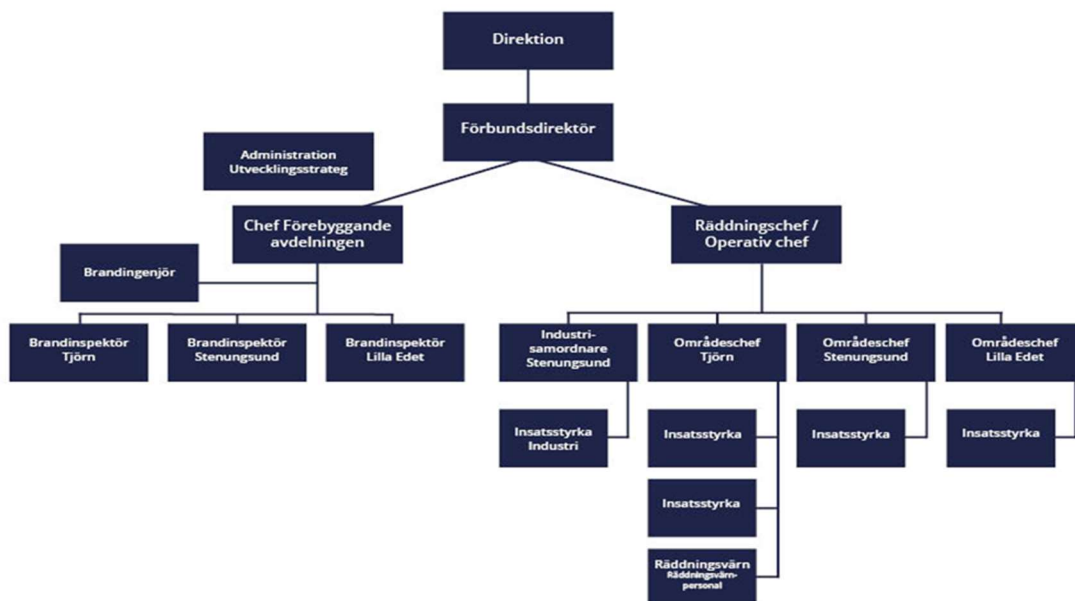 Direktion
Förbundsdirektör
Administration
Utvecklingsstrateg
Chef Förebyggande
avdelningen
Räddningschef /
Operativ chef
Brandingenjör
Brandinspektör
Tjörn
Brandinspektör
Stenungsund
Brandinspektör
Lilla Edet
Industri-
samordnare
Stenungsund
Områdeschef
Tjörn
Områdeschef
Stenungsund
Områdeschef
Lilla Edet
Insatsstyrka
Industri
Insatsstyrka
Insatsstyrka
Insatsstyrka
Insatsstyrka
Räddningsvärn
Räddningsvärn-
personal